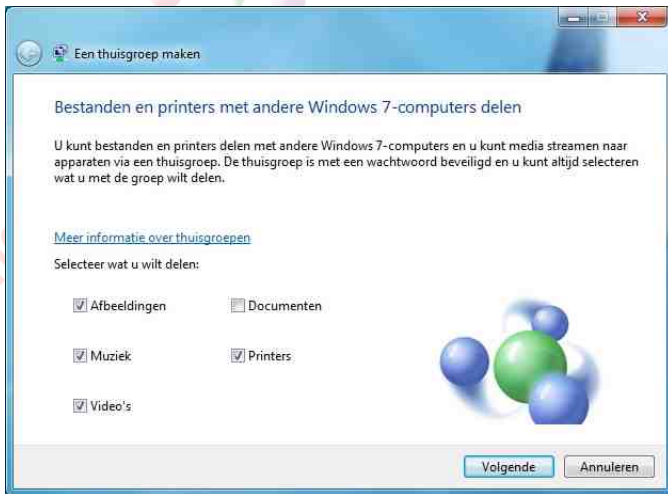 Een thuisgroep maken
Bestanden en printers met andere Windows 7-computers delen
U kunt bestanden en printers delen met andere Windows 7-computers en u kunt media streamen naar
apparaten via een thuisgroep. De thuisgroep is met een wachtwoord beveiligd en u kunt altijd selecteren
wat u met de groep wilt delen.
Meer informatie over thuisgroepen
Selecteer wat u wilt delen:
Afbeeldingen Documenten
Muziek Printers
Video's
Volgende Annuleren